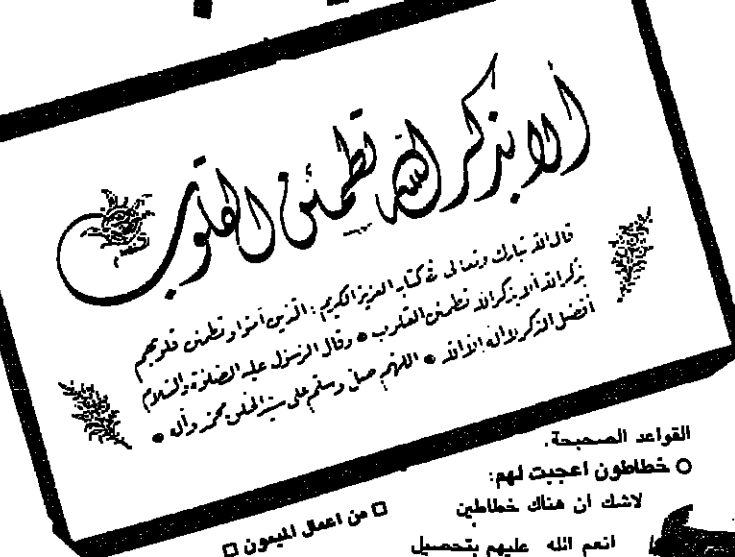 ألا بذكر الله تطمئن القلوب
قال الله تبارك وتعالى في كتابه العزيز الكريم : الذين آمنوا وتطمئن قلوبهم
بذكر الله ألا بذكر الله تطمئن القلوب • وقال الرسول عليه الصلاة والسلام
أفضل الذكر لا إله إلا الله • اللهم صل وسلم على سيد الخلق محمد وآله •
القواعد الصحيحة.
○ خطاطون اعجبت لهم:
لاشك ان هناك خطاطين
انعم الله عليهم بتحصيل
□ من اعمال الميمون □